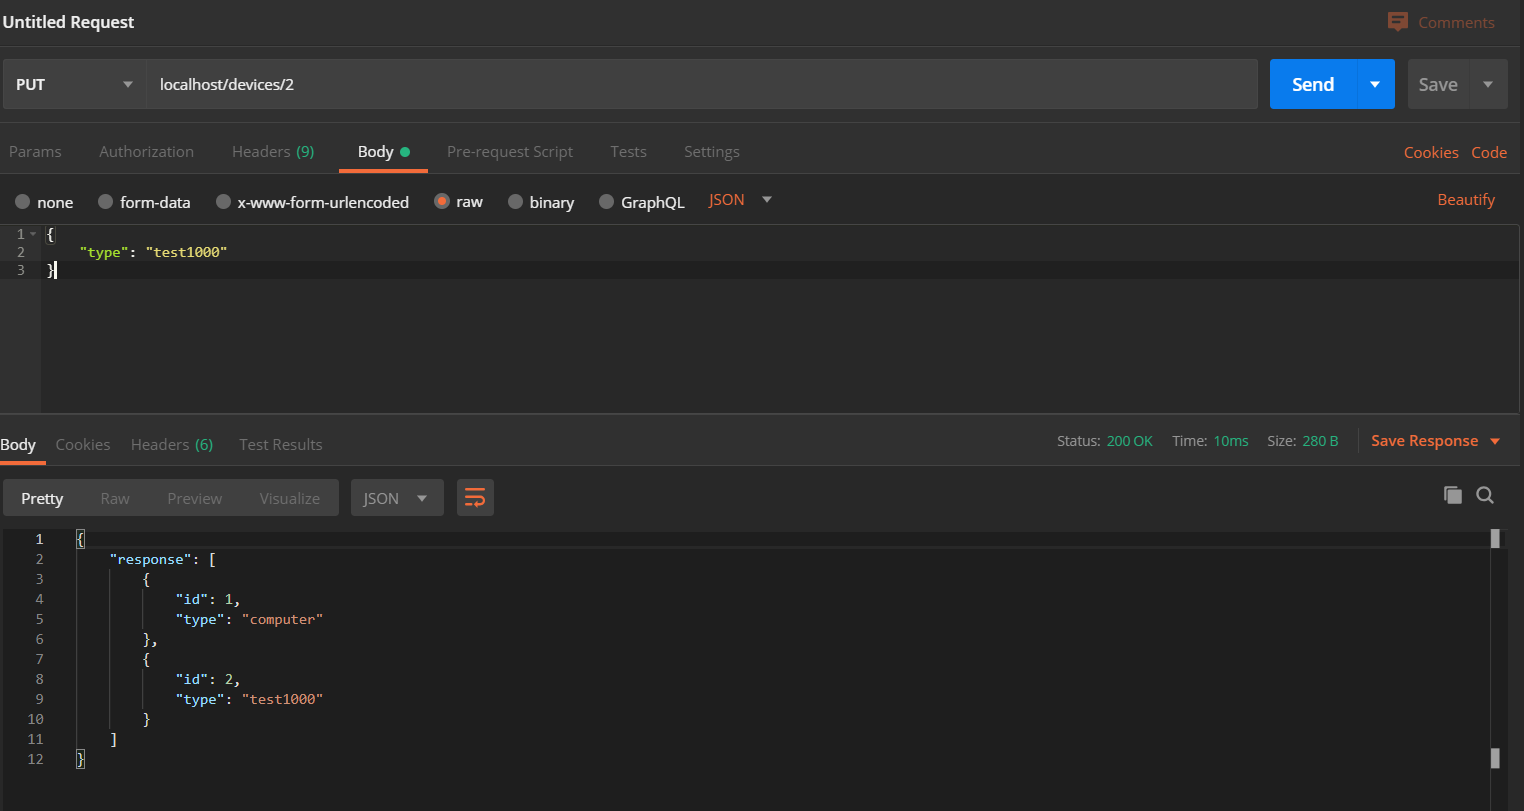 Untitled Request
Comments
PUT localhost/devices/2 Send Save
Params Authorization Headers (9) Body Pre-request Script Tests Settings Cookies Code
none form-data x-www-form-urlencoded raw binary GraphQL JSON Beautify
1 {
2 "type": "test1000"
3 }
Body Cookies Headers (6) Test Results Status: 200 OK Time: 10ms Size: 280 B Save Response
Pretty Raw Preview Visualize JSON
1 {
2 "response": [
3 {
4 "id": 1,
5 "type": "computer"
6 },
7 {
8 "id": 2,
9 "type": "test1000"
10 }
11 ]
12 }